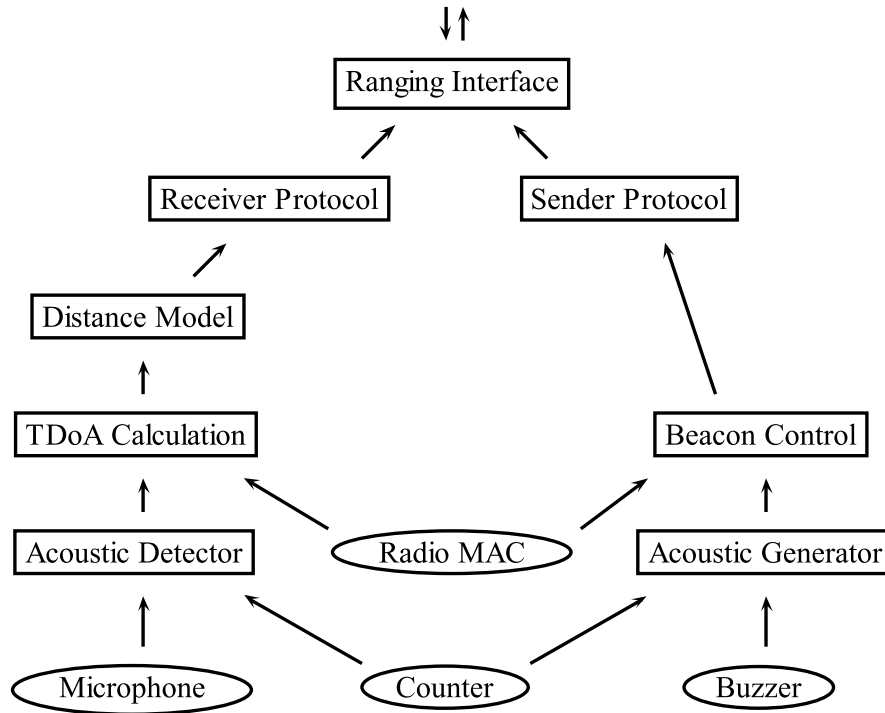 Ranging Interface
Receiver Protocol
Sender Protocol
Distance Model
TDoA Calculation
Beacon Control
Acoustic Detector
Radio MAC
Acoustic Generator
Microphone
Counter
Buzzer